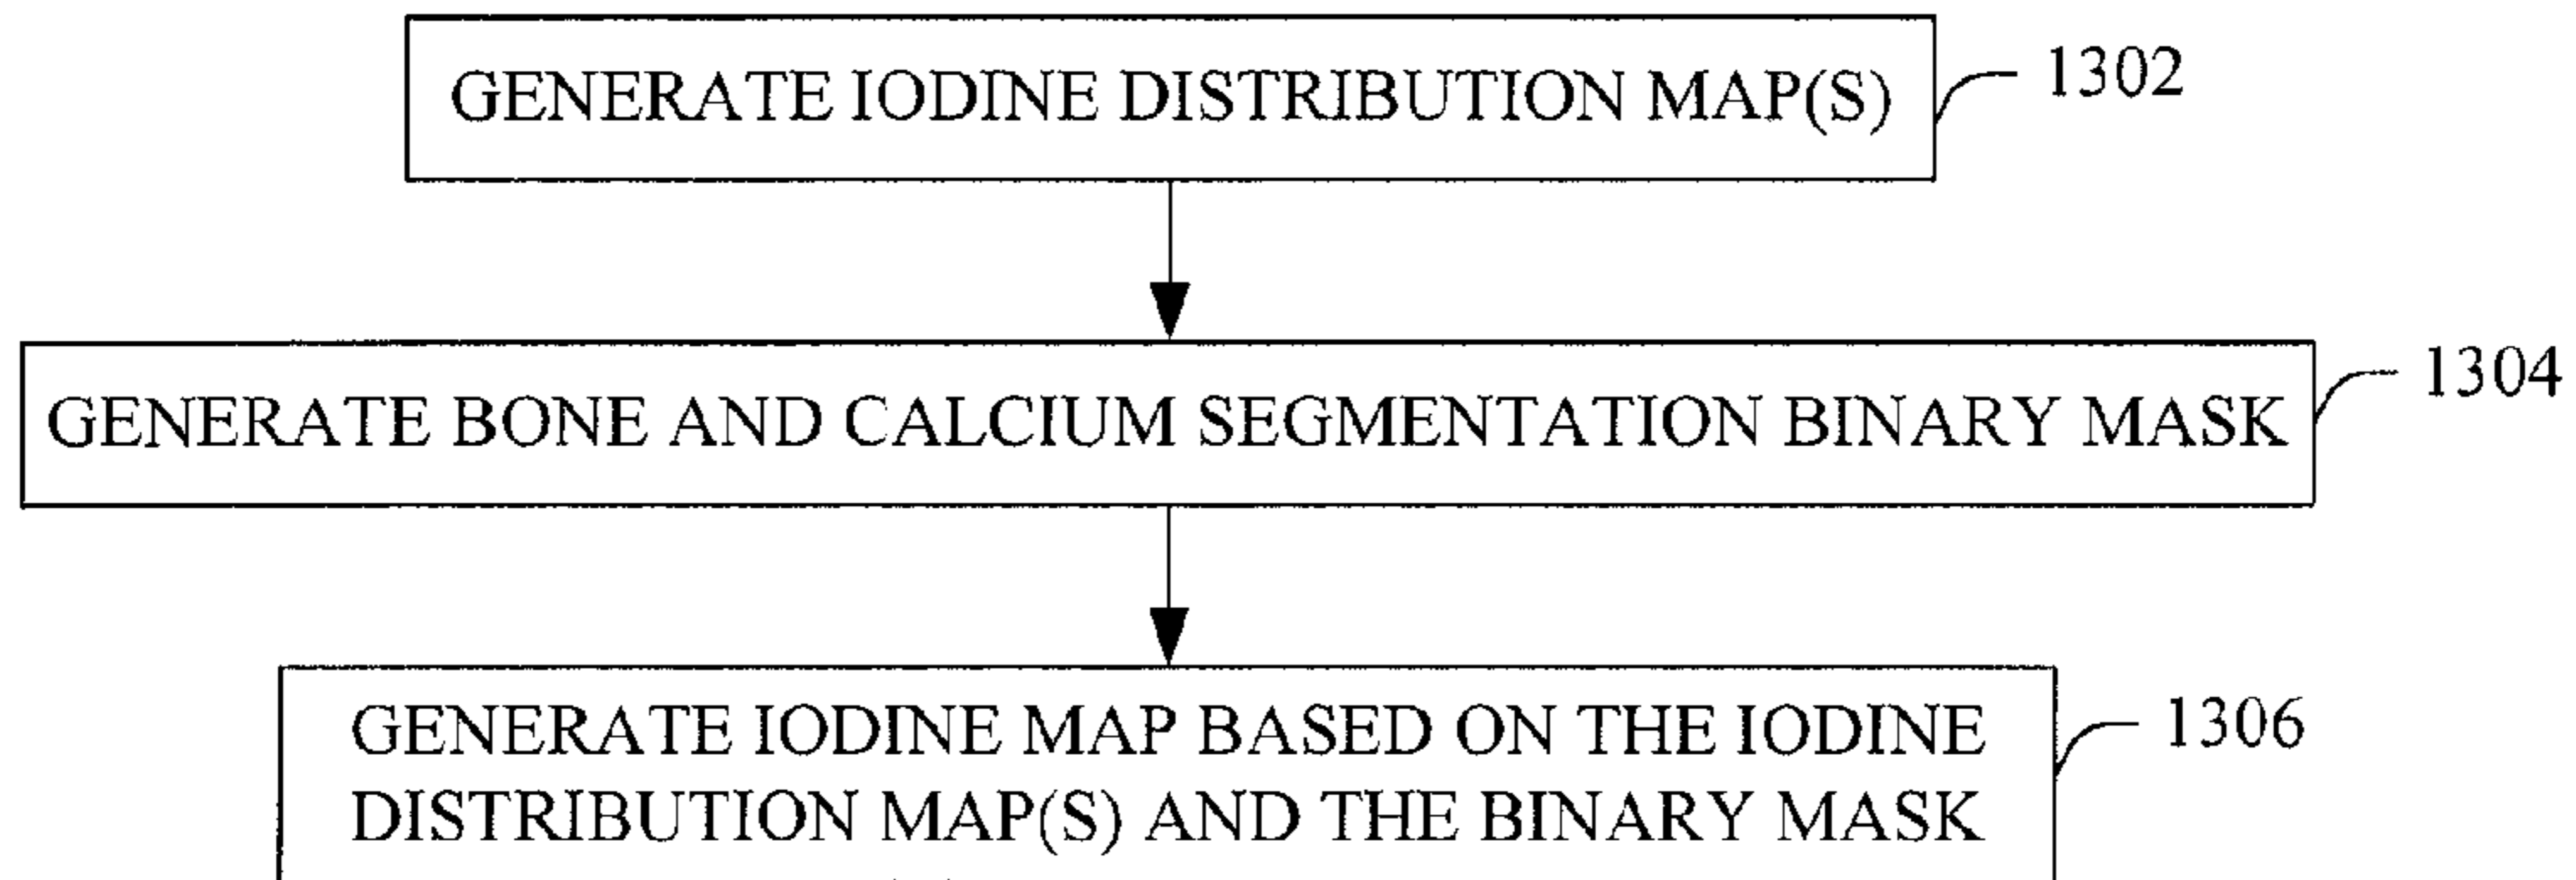 GENERATE IODINE DISTRIBUTION MAP(S)
1302
GENERATE BONE AND CALCIUM SEGMENTATION BINARY MASK
1304
GENERATE IODINE MAP BASED ON THE IODINE
DISTRIBUTION MAP(S) AND THE BINARY MASK
1306